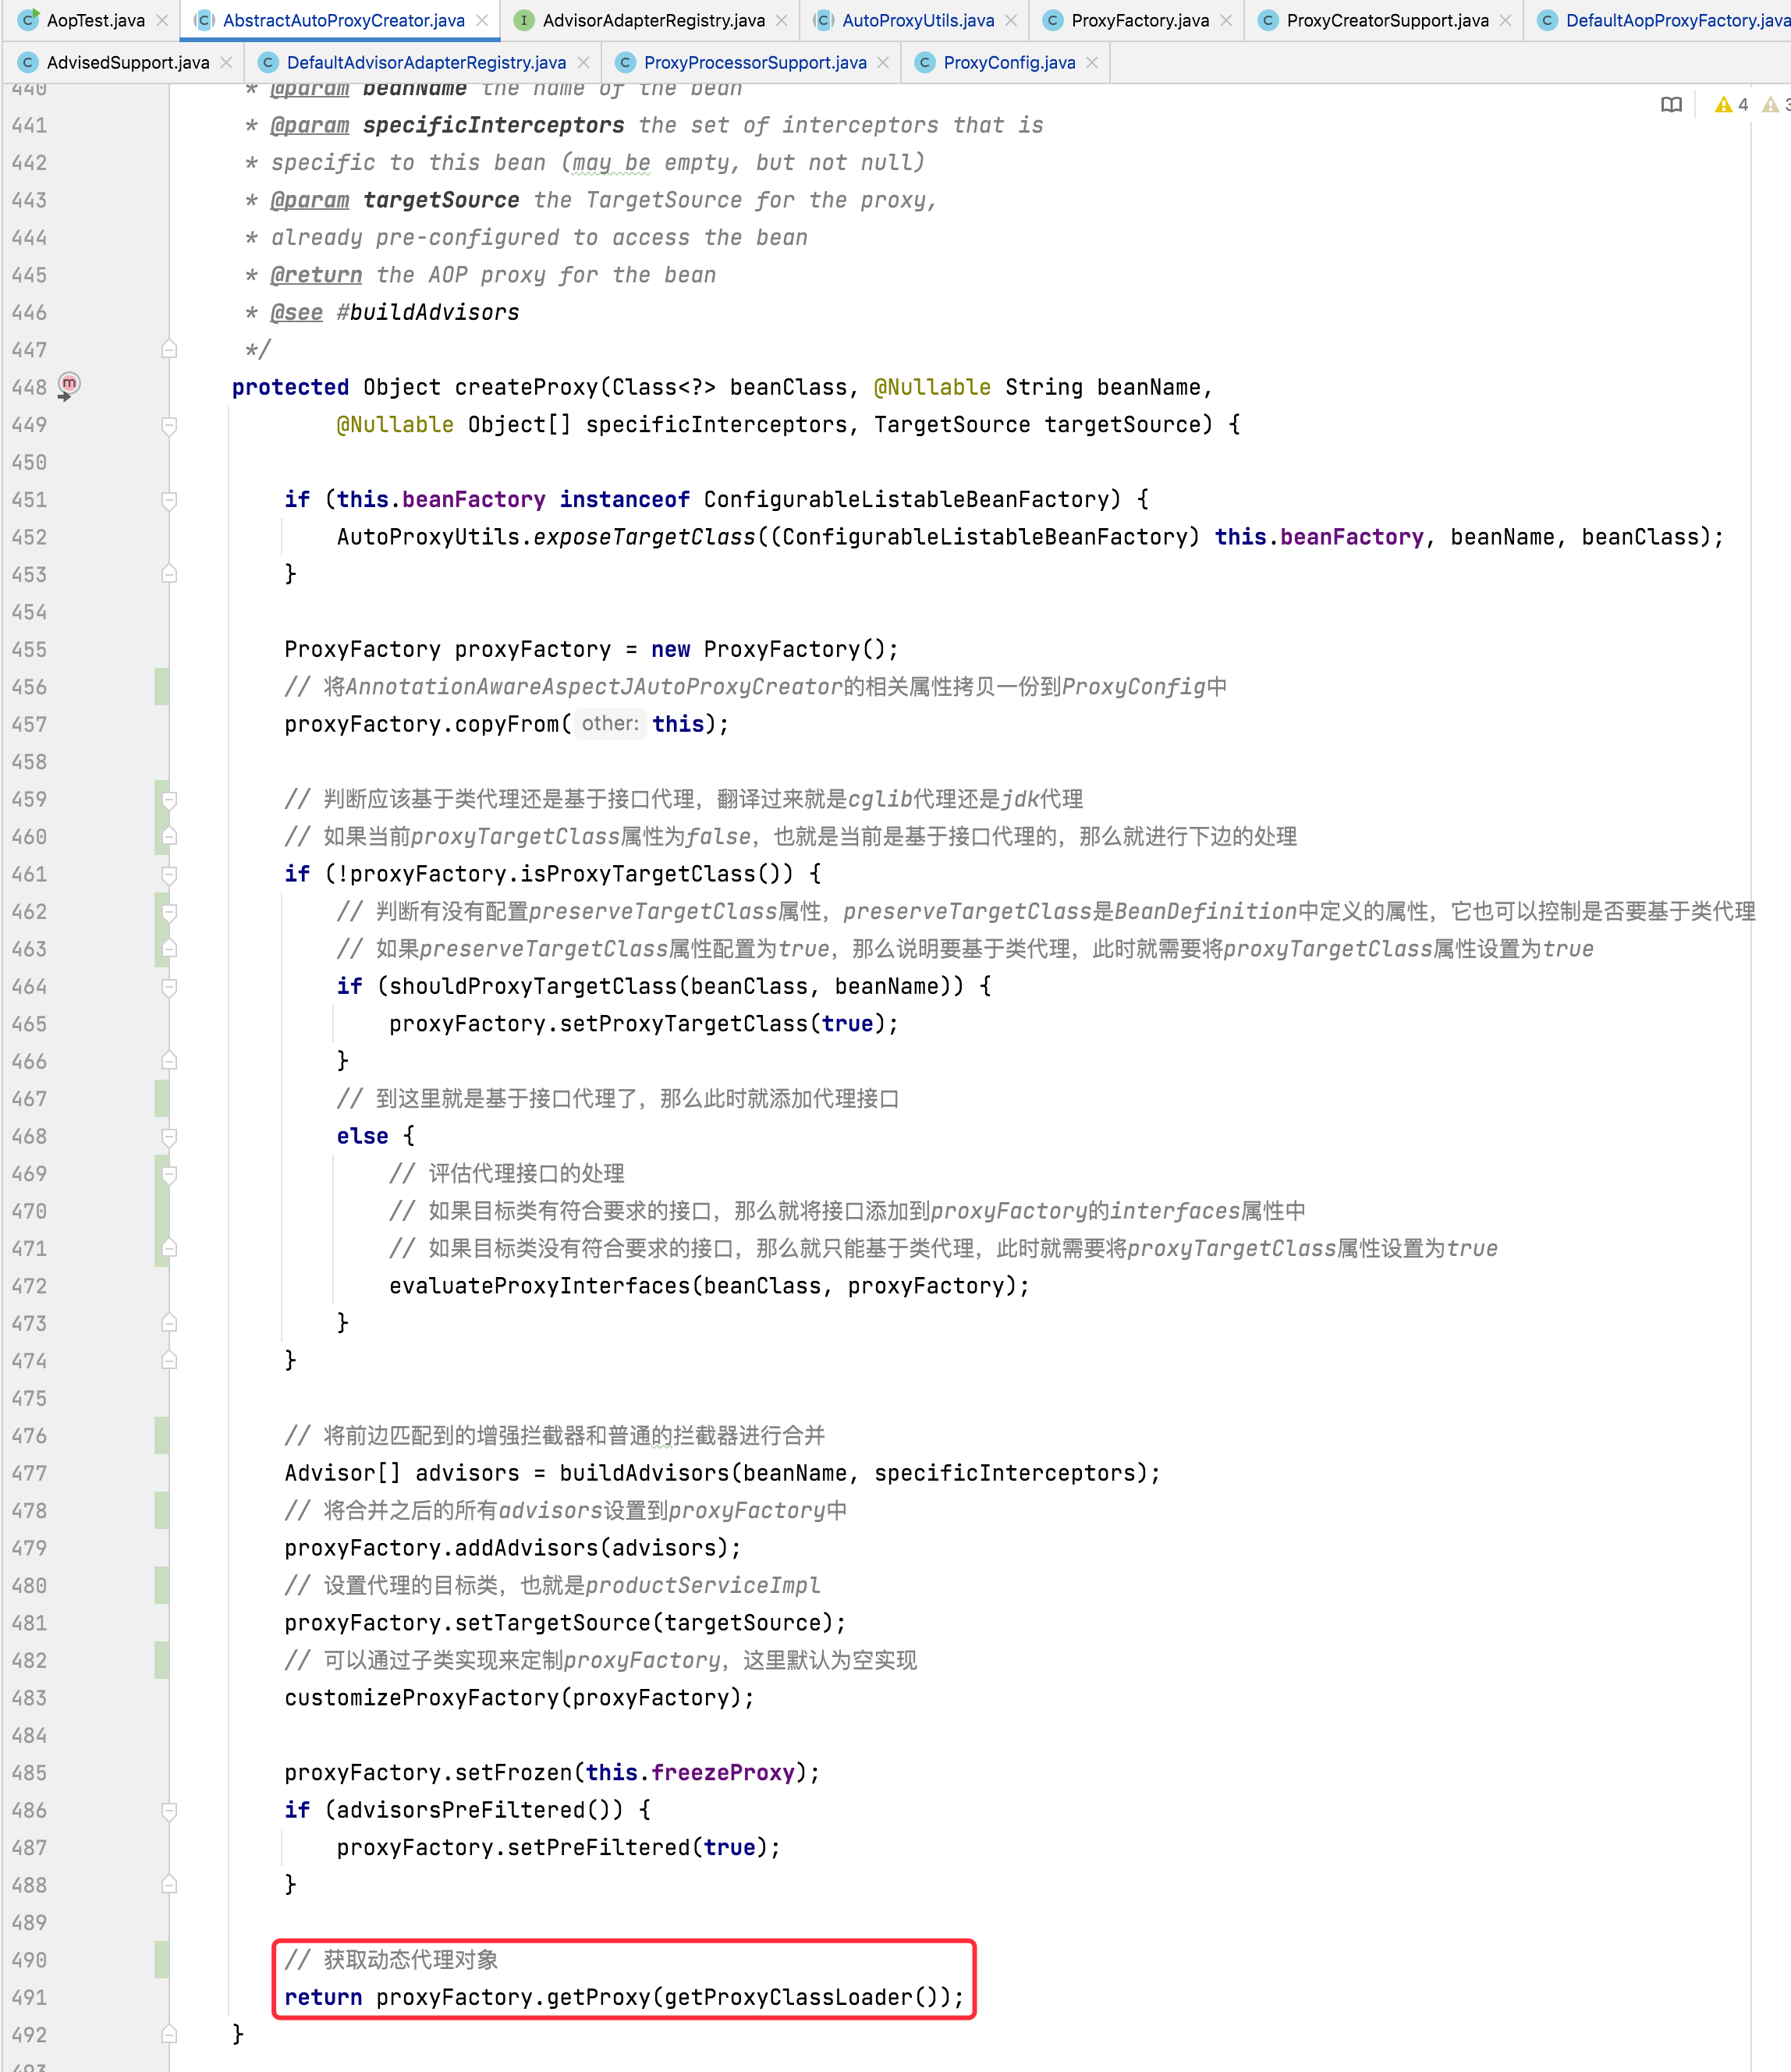 AopTest.java AbstractAutoProxyCreator.java AdvisorAdapterRegistry.java AutoProxyUtils.java ProxyFactory.java ProxyCreatorSupport.java DefaultAopProxyFactory.java
AdvisedSupport.java DefaultAdvisorAdapterRegistry.java ProxyProcessorSupport.java ProxyConfig.java
440 * @param beanName the name of the bean
4 3
441 * @param specificInterceptors the set of interceptors that is
442 * specific to this bean (may be empty, but not null)
443 * @param targetSource the TargetSource for the proxy,
444 * already pre-configured to access the bean
445 * @return the AOP proxy for the bean
446 * @see #buildAdvisors
447 */
448 protected Object createProxy(Class<?> beanClass, @Nullable String beanName,
449 @Nullable Object[] specificInterceptors, TargetSource targetSource) {
450
451 if (this.beanFactory instanceof ConfigurableListableBeanFactory) {
452 AutoProxyUtils.exposeTargetClass((ConfigurableListableBeanFactory) this.beanFactory, beanName, beanClass);
453 }
454
455 ProxyFactory proxyFactory = new ProxyFactory();
456 // 将AnnotationAwareAspectJAutoProxyCreator的相关属性拷贝一份到ProxyConfig中
457 proxyFactory.copyFrom( other: this);
458
459 // 判断应该基于类代理还是基于接口代理，翻译过来就是cglib代理还是jdk代理
460 // 如果当前proxyTargetClass属性为false，也就是当前是基于接口代理的，那么就进行下边的处理
461 if (!proxyFactory.isProxyTargetClass()) {
462 // 判断有没有配置preserveTargetClass属性，preserveTargetClass是BeanDefinition中定义的属性，它也可以控制是否要基于类代理
463 // 如果preserveTargetClass属性配置为true，那么说明要基于类代理，此时就需要将proxyTargetClass属性设置为true
464 if (shouldProxyTargetClass(beanClass, beanName)) {
465 proxyFactory.setProxyTargetClass(true);
466 }
467 // 到这里就是基于接口代理了，那么此时就添加代理接口
468 else {
469 // 评估代理接口的处理
470 // 如果目标类有符合要求的接口，那么就将接口添加到proxyFactory的interfaces属性中
471 // 如果目标类没有符合要求的接口，那么就只能基于类代理，此时就需要将proxyTargetClass属性设置为true
472 evaluateProxyInterfaces(beanClass, proxyFactory);
473 }
474 }
475
476 // 将前边匹配到的增强拦截器和普通的拦截器进行合并
477 Advisor[] advisors = buildAdvisors(beanName, specificInterceptors);
478 // 将合并之后的所有advisors设置到proxyFactory中
479 proxyFactory.addAdvisors(advisors);
480 // 设置代理的目标类，也就是productServiceImpl
481 proxyFactory.setTargetSource(targetSource);
482 // 可以通过子类实现来定制proxyFactory，这里默认为空实现
483 customizeProxyFactory(proxyFactory);
484
485 proxyFactory.setFrozen(this.freezeProxy);
486 if (advisorsPreFiltered()) {
487 proxyFactory.setPreFiltered(true);
488 }
489
490 // 获取动态代理对象
491 return proxyFactory.getProxy(getProxyClassLoader());
492 }
493